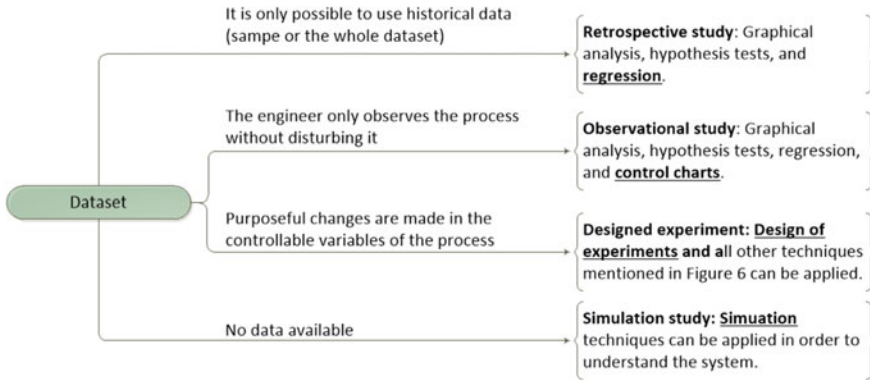 It is only possible to use historical data
(sampe or the whole dataset)
Retrospective study: Graphical
analysis, hypothesis tests, and
regression.
The engineer only observes the process
without disturbing it
Observational study: Graphical
analysis, hypothesis tests, regression,
and control charts.
Dataset
Purposeful changes are made in the
controllable variables of the process
Designed experiment: Design of
experiments and all other techniques
mentioned in Figure 6 can be applied.
No data available
Simulation study: Simuation
techniques can be applied in order to
understand the system.